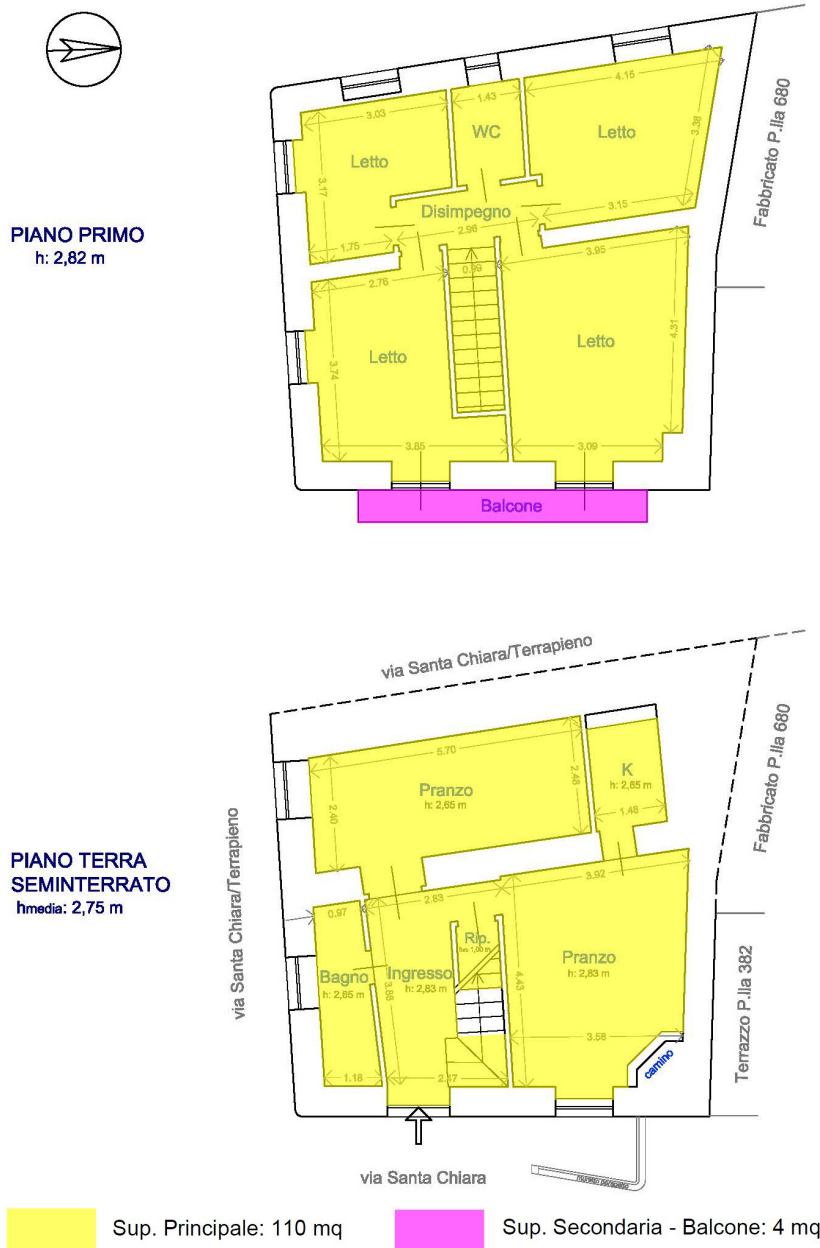 4.15
1.43
3.03
WC
Letto
Letto
3.38
Fabbricato P.lla 680
3.17
Disimpegno
3.15
PIANO PRIMO
h: 2,82 m
2.96
1.75
3.95
0.99
2.76
4.31
Letto
Letto
3.74
3.85
3.09
Balcone
via Santa Chiara/Terrapieno
Fabbricato P.lla 680
5.70
2.48
K
h: 2,65 m
Pranzo
h: 2,65 m
1.46
2.40
PIANO TERRA
SEMINTERRATO
hmedia: 2,75 m
via Santa Chiara/Terrapieno
3.92
2.83
0.97
Rip.
Pranzo
h: 2,83 m
Bagno
h: 2,65 m
Ingresso
h: 2,83 m
3.88
4.43
Terrazzo P.lla 382
3.58
camino
1.18
2.47
via Santa Chiara
Sup. Principale: 110 mq
Sup. Secondaria - Balcone: 4 mq